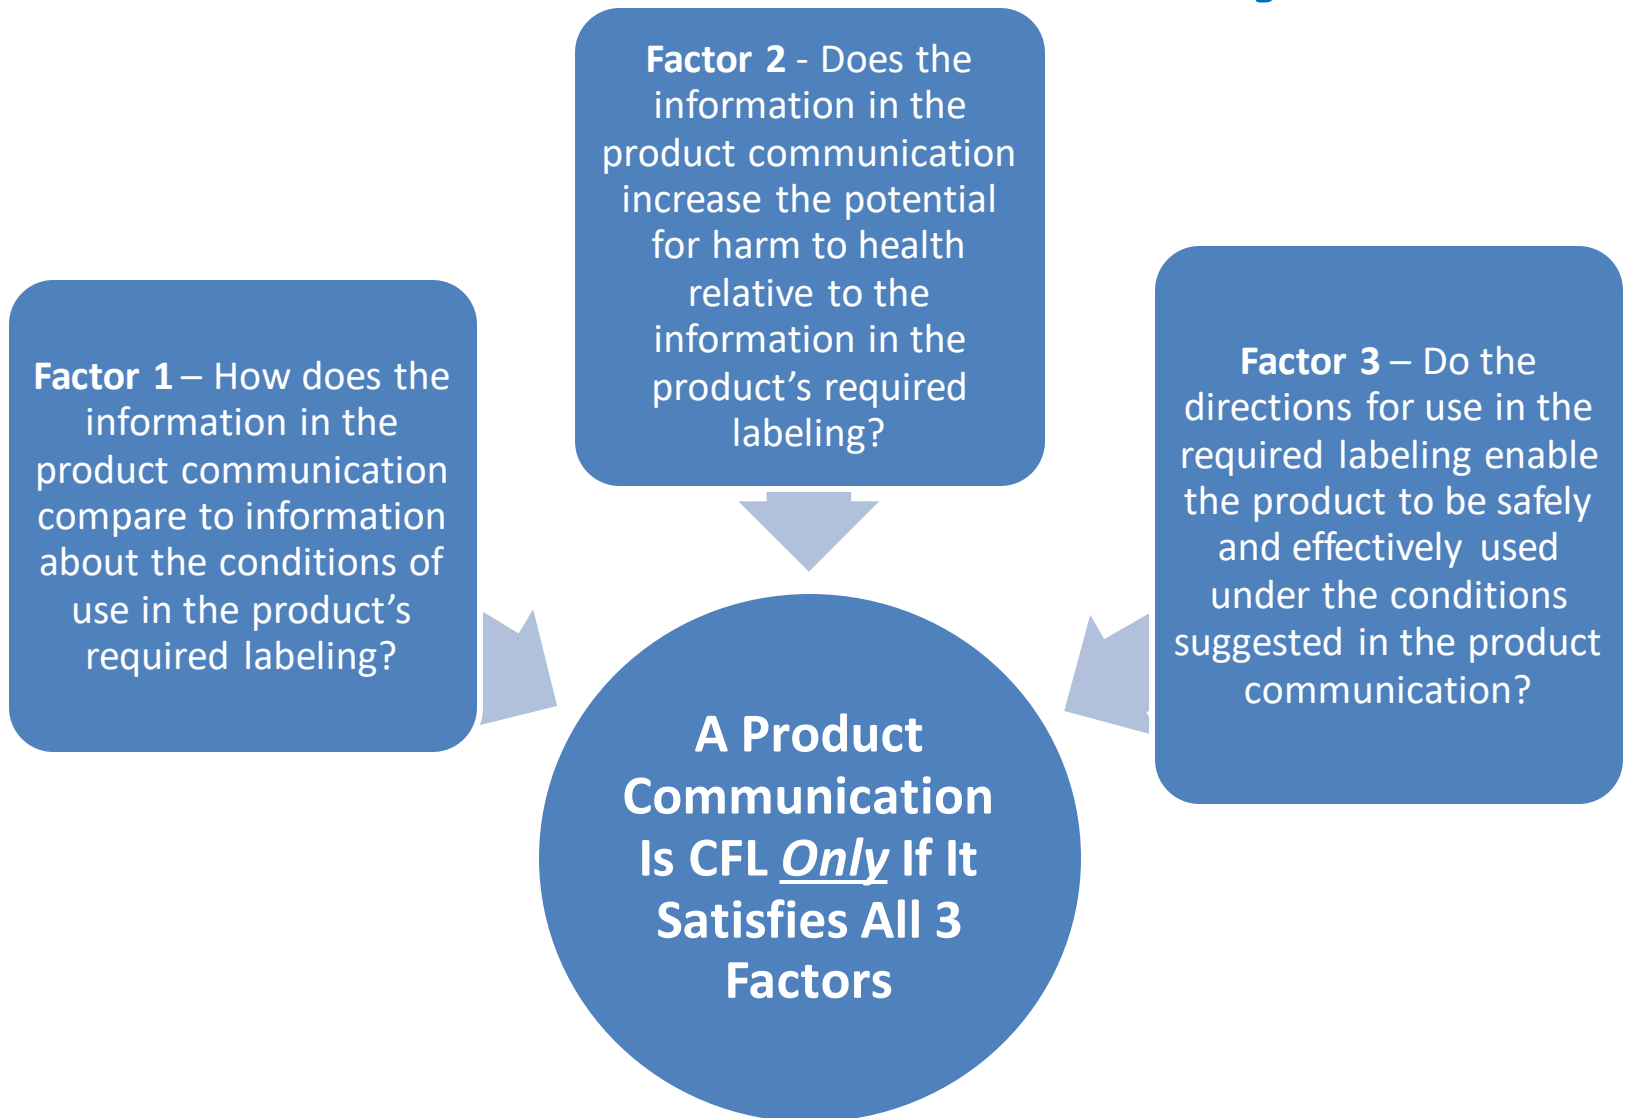 Factor 1 – How does the
information in the
product communication
compare to information
about the conditions of
use in the product’s
required labeling?
Factor 2 - Does the
information in the
product communication
increase the potential
for harm to health
relative to the
information in the
product’s required
labeling?
Factor 3 – Do the
directions for use in the
required labeling enable
the product to be safely
and effectively used
under the conditions
suggested in the product
communication?
A Product
Communication
Is CFL Only If It
Satisfies All 3
Factors